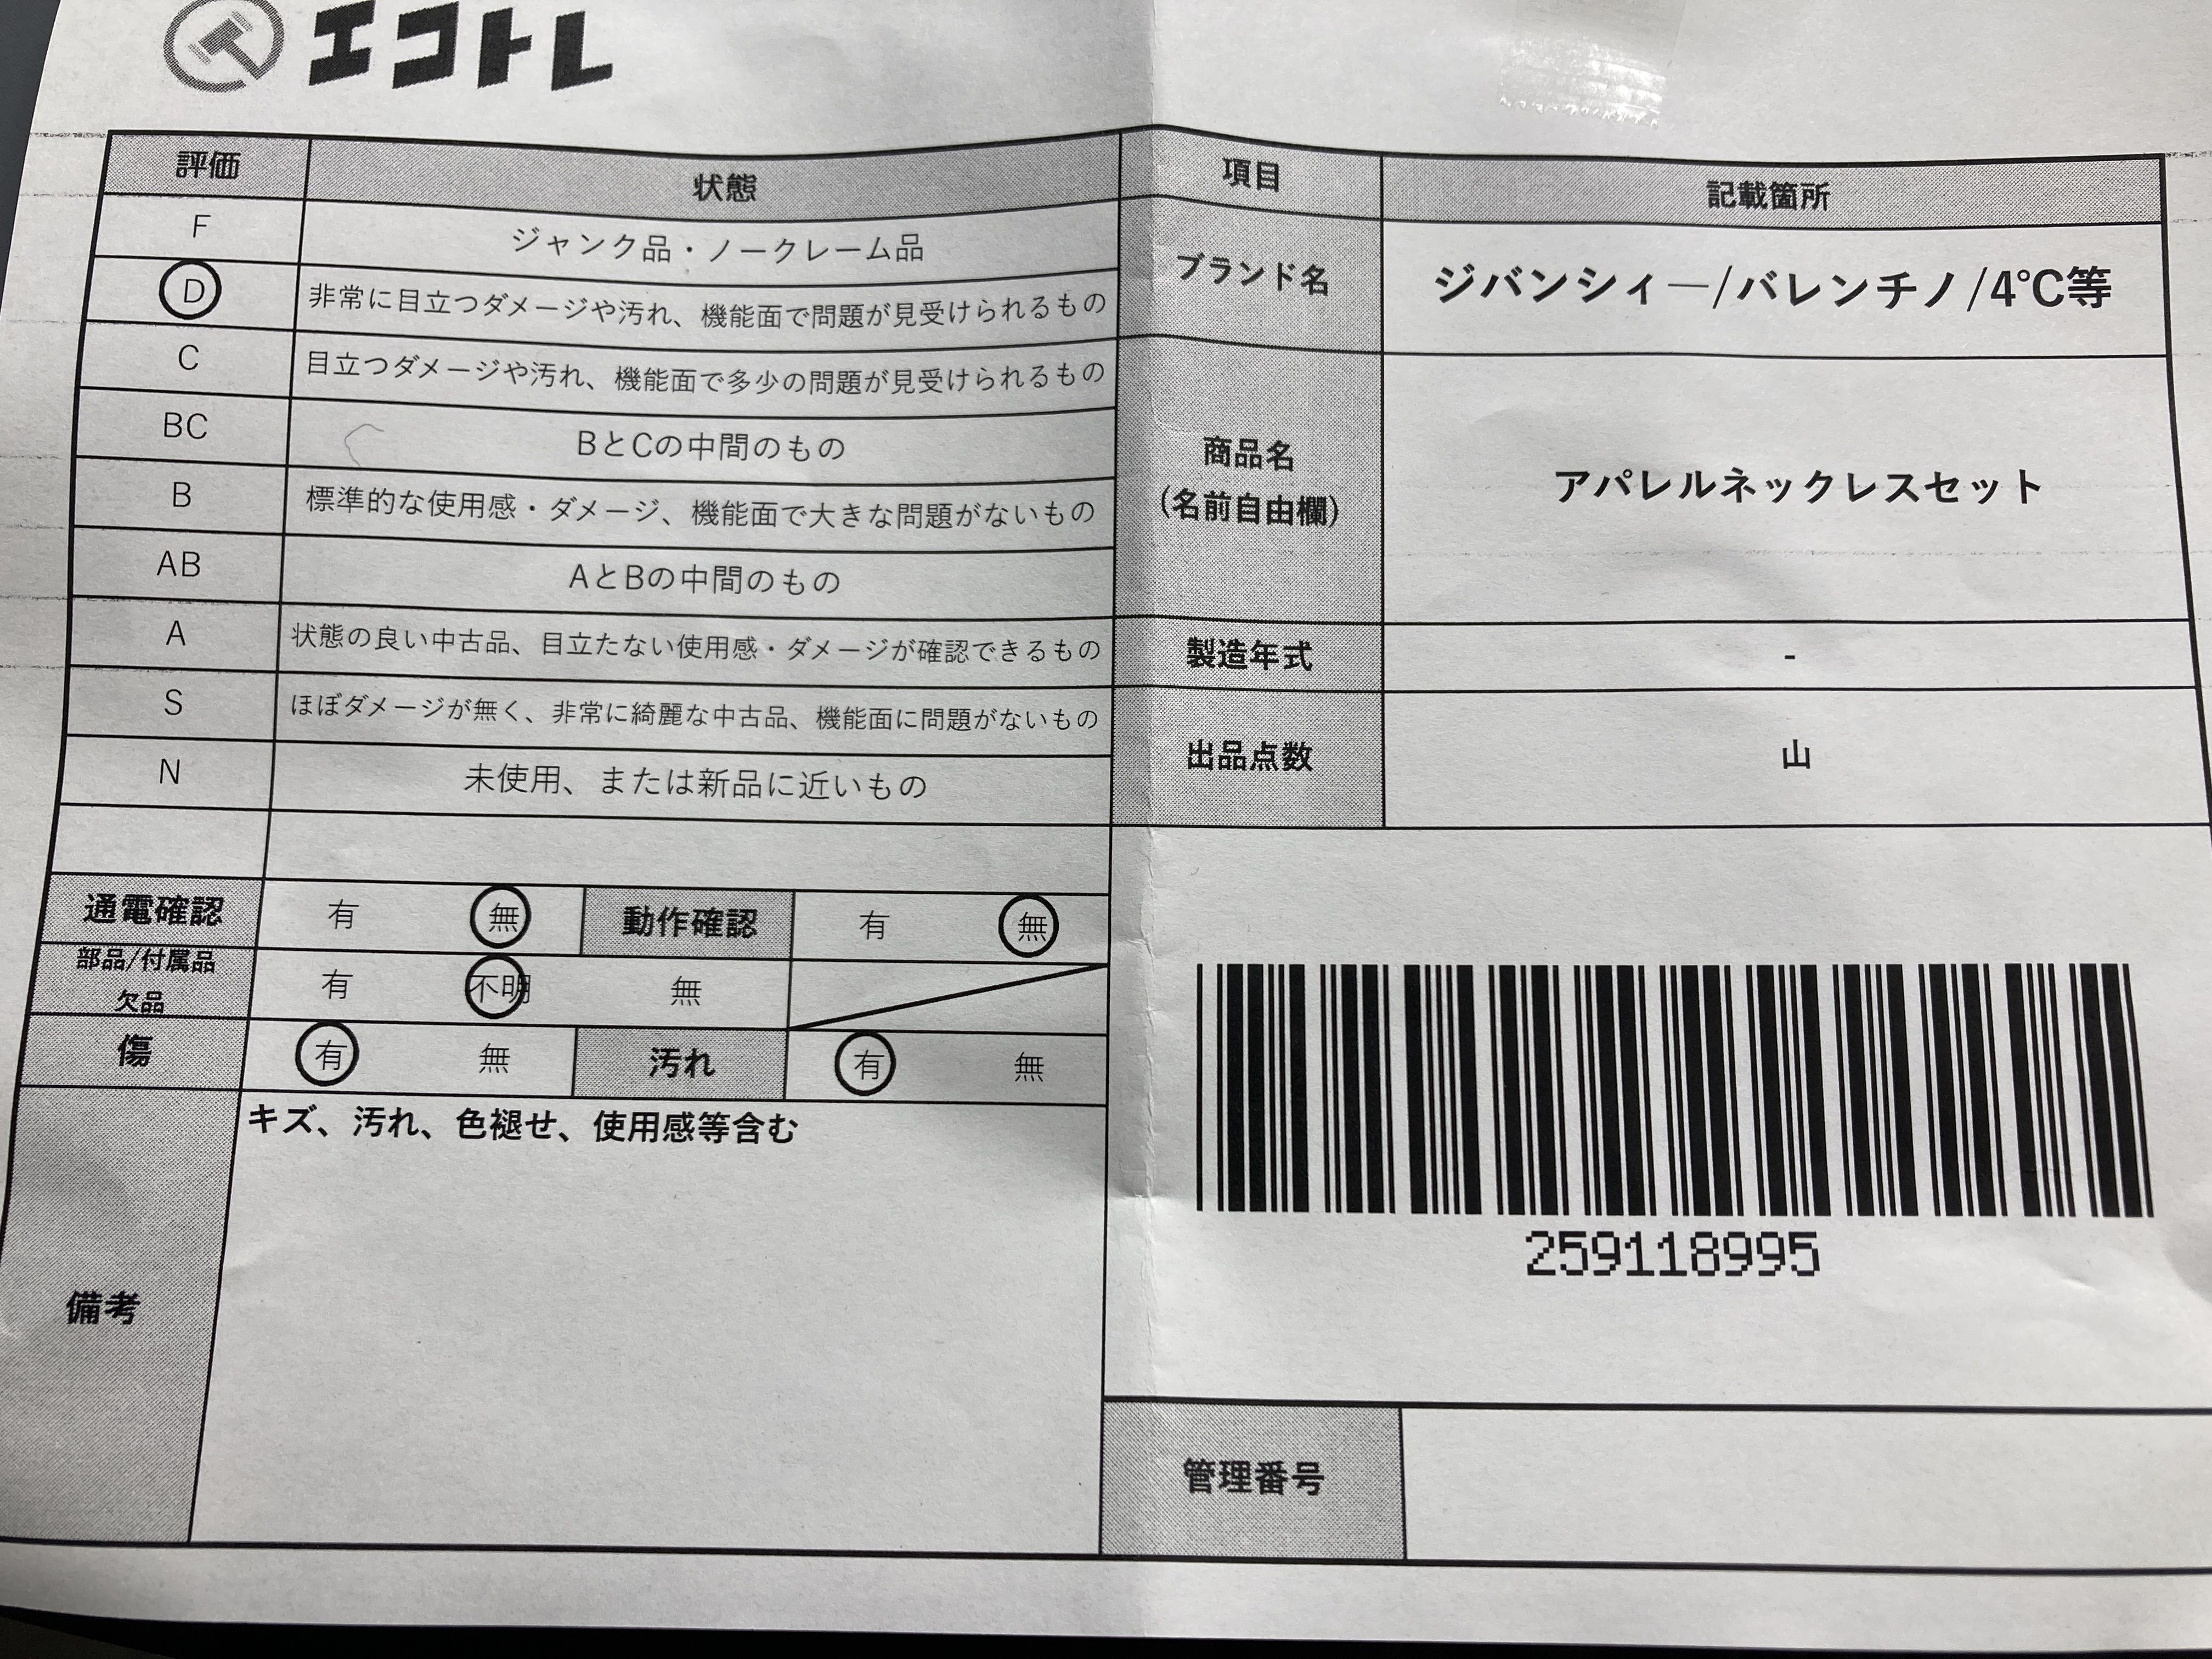 エコトレ
評価 状態
F ジャンク品・ノークレーム品
D 非常に目立つダメージや汚れ、機能面で問題が見受けられるもの
C 目立つダメージや汚れ、機能面で多少の問題が見受けられるもの
BC BとCの中間のもの
B 標準的な使用感・ダメージ、機能面で大きな問題がないもの
AB AとBの中間のもの
A 状態の良い中古品、目立たない使用感・ダメージが確認できるもの
S ほぼダメージが無く、非常に綺麗な中古品、機能面に問題がないもの
N 未使用、または新品に近いもの
通電確認 有 無 動作確認 有 無
部品/付属品
欠品 有 不明 無
傷 有 無 汚れ 有 無
備考 キズ、汚れ、色褪せ、使用感等含む
項目 記載箇所
ブランド名 ジバンシィー/バレンチノ/4℃等
商品名
(名前自由欄) アパレルネックレスセット
製造年式 -
出品点数 山
259118995
管理番号